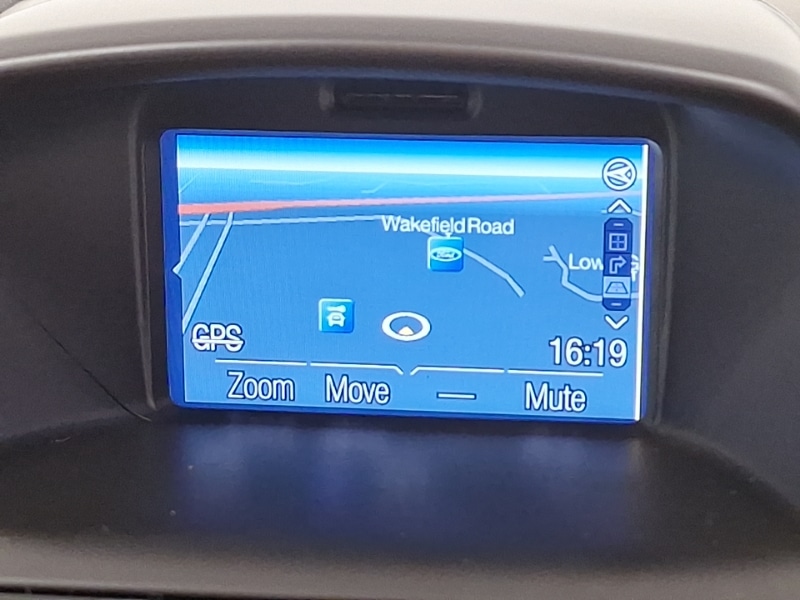 Wakefield Road
Ford
Low
GPS
16:19
Zoom Move Mute